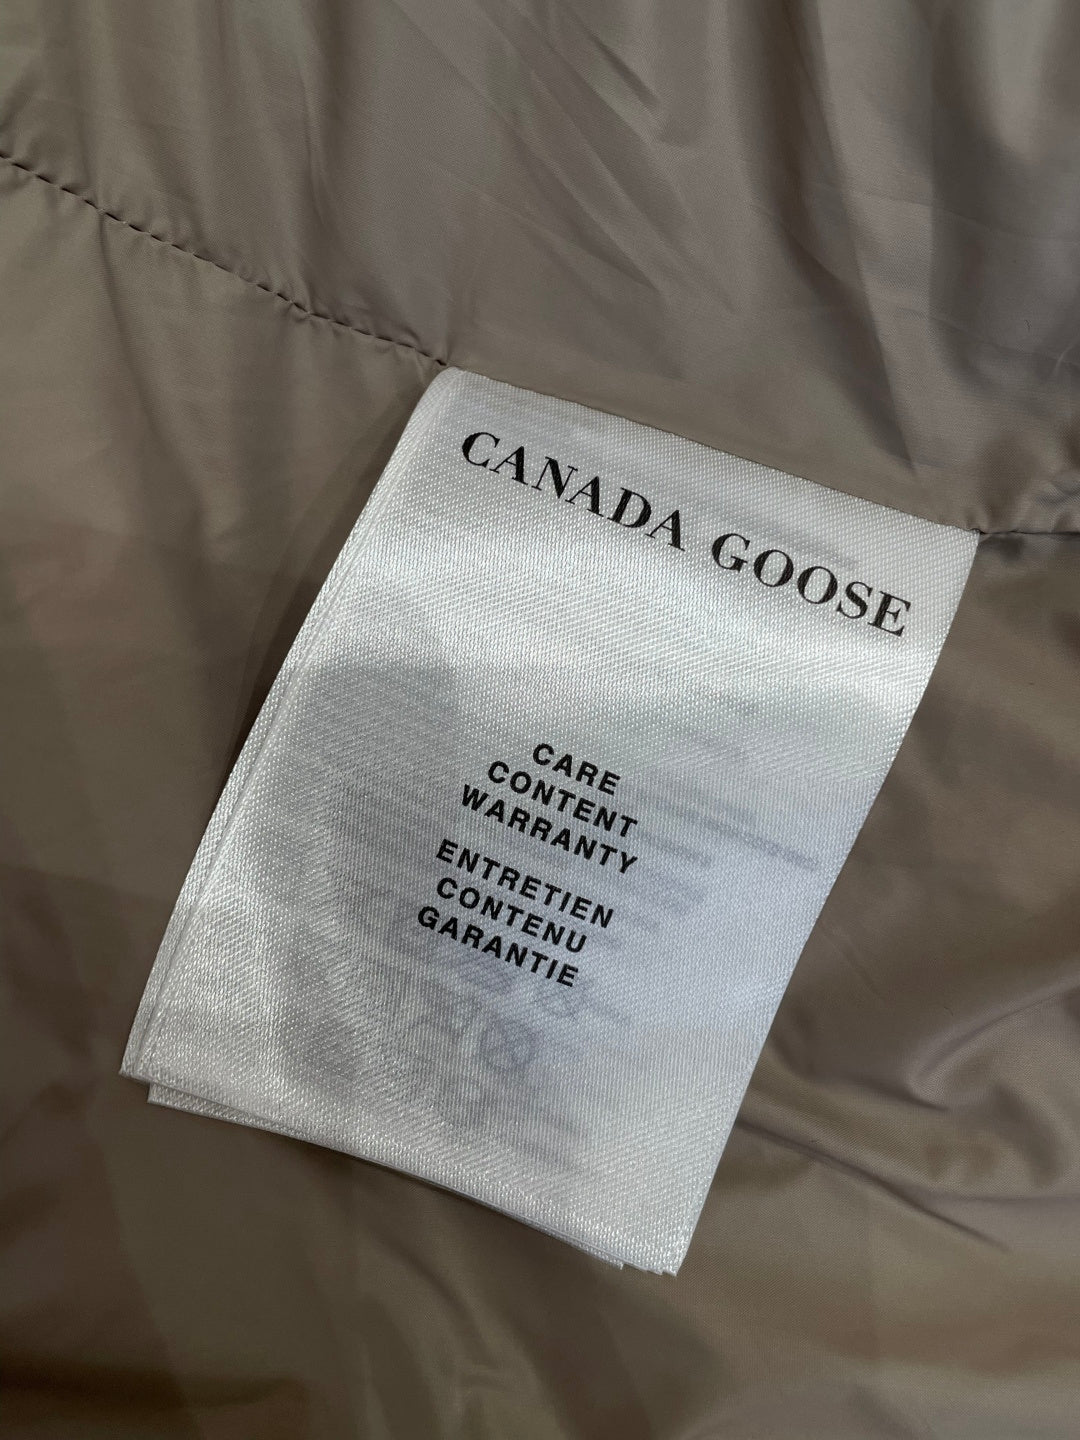 CANADA GOOSE
CARE
CONTENT
WARRANTY
ENTRETIEN
CONTENU
GARANTIE